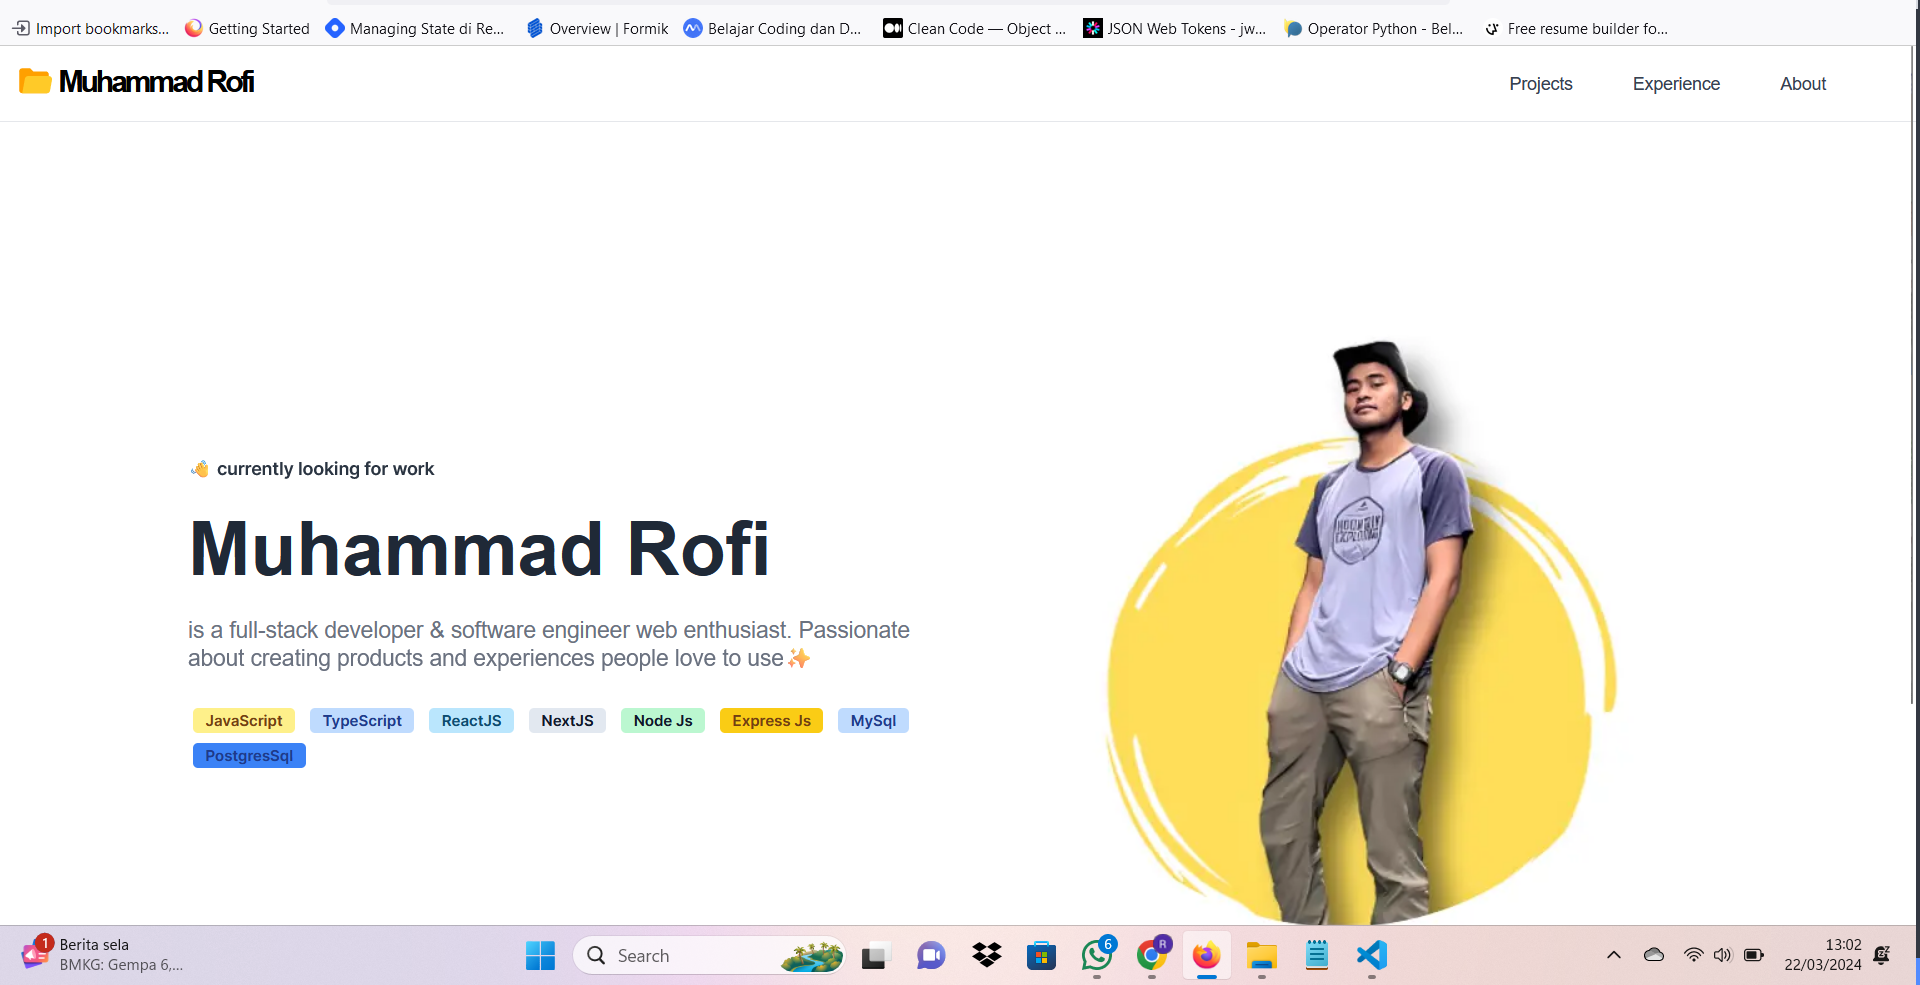 Import bookmarks...
Getting Started
Managing State di Re...
Overview | Formik
Belajar Coding dan D...
Clean Code — Object ...
JSON Web Tokens - jw...
Operator Python - Bel...
Free resume builder fo...
Muhammad Rofi
Projects
Experience
About
currently looking for work
Muhammad Rofi
is a full-stack developer & software engineer web enthusiast. Passionate
about creating products and experiences people love to use
JavaScript
TypeScript
ReactJS
NextJS
Node Js
Express Js
MySql
PostgresSql
1
Berita sela
BMKG: Gempa 6,...
Search
6
R
13:02
22/03/2024